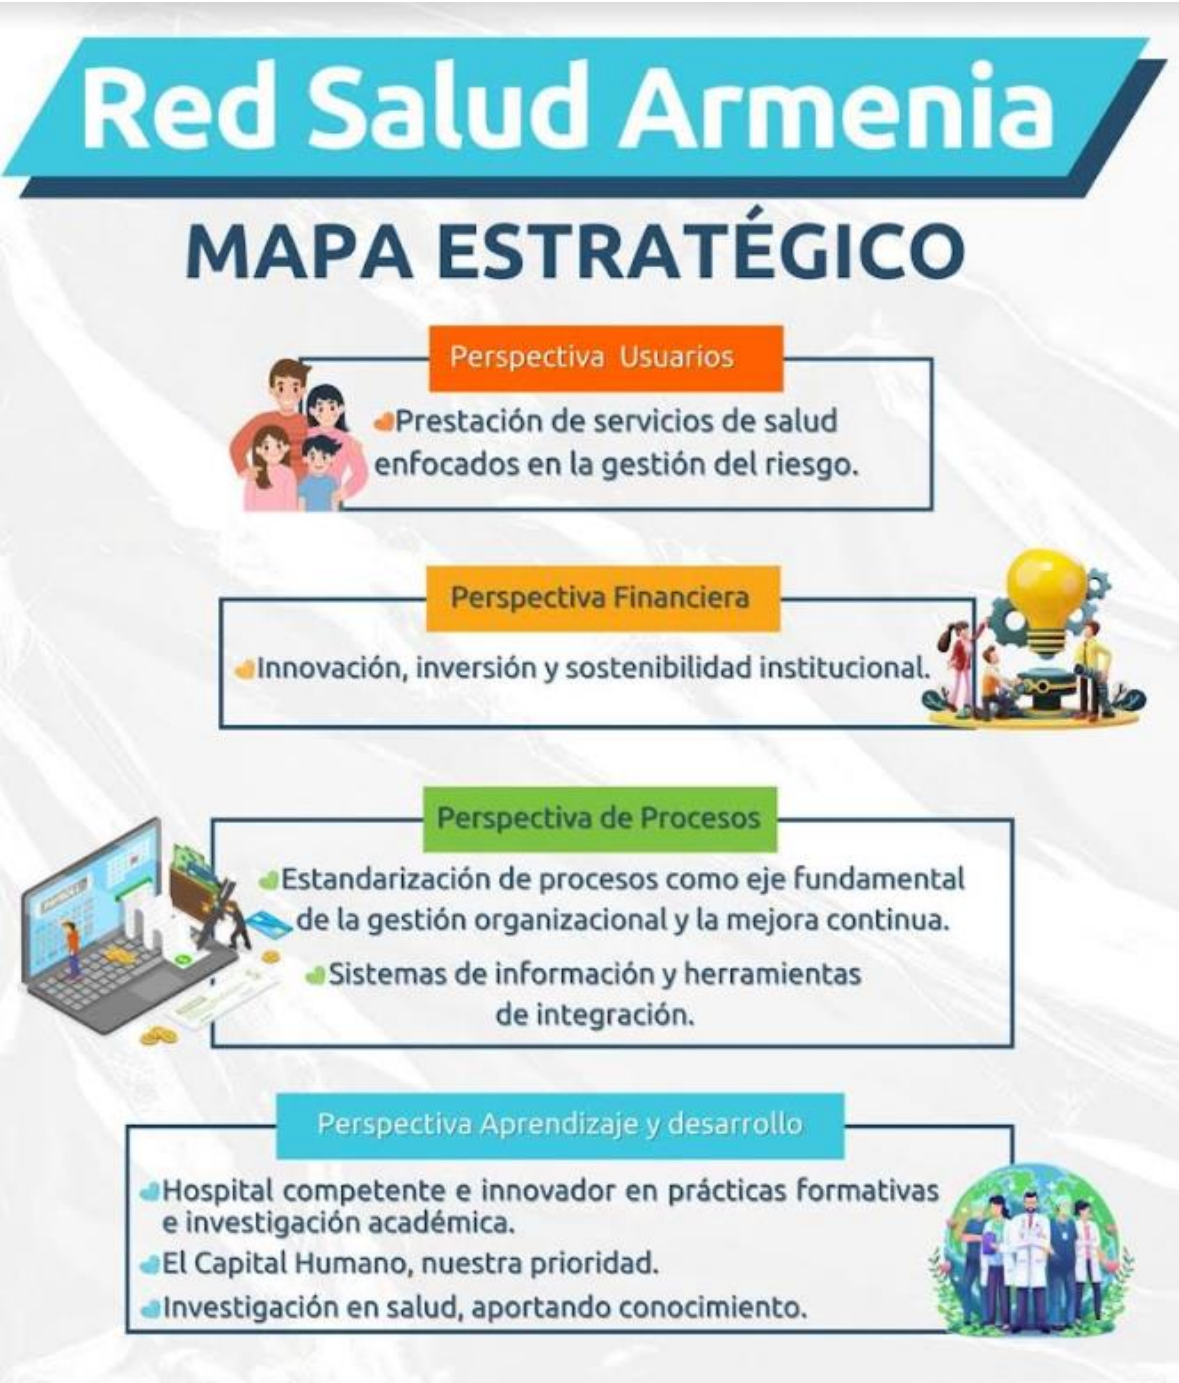 Red Salud Armenia
MAPA ESTRATÉGICO
Perspectiva Usuarios
Prestación de servicios de salud
enfocados en la gestión del riesgo.
Perspectiva Financiera
Innovación, inversión y sostenibilidad institucional.
Perspectiva de Procesos
Estandarización de procesos como eje fundamental
de la gestión organizacional y la mejora continua.
Sistemas de información y herramientas
de integración.
Perspectiva Aprendizaje y desarrollo
Hospital competente e innovador en prácticas formativas
e investigación académica.
El Capital Humano, nuestra prioridad.
Investigación en salud, aportando conocimiento.